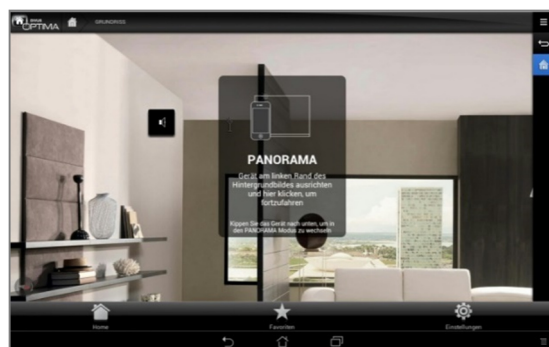 DOMUS
OPTIMA
GRUNDRISS
PANORAMA
Gerät am linken Rand des
Hintergrundbildes ausrichten
und hier klicken, um
fortzufahren
Kippen Sie das Gerät nach unten, um in
den PANORAMA Modus zu wechseln
Home
Favoriten
Einstellungen